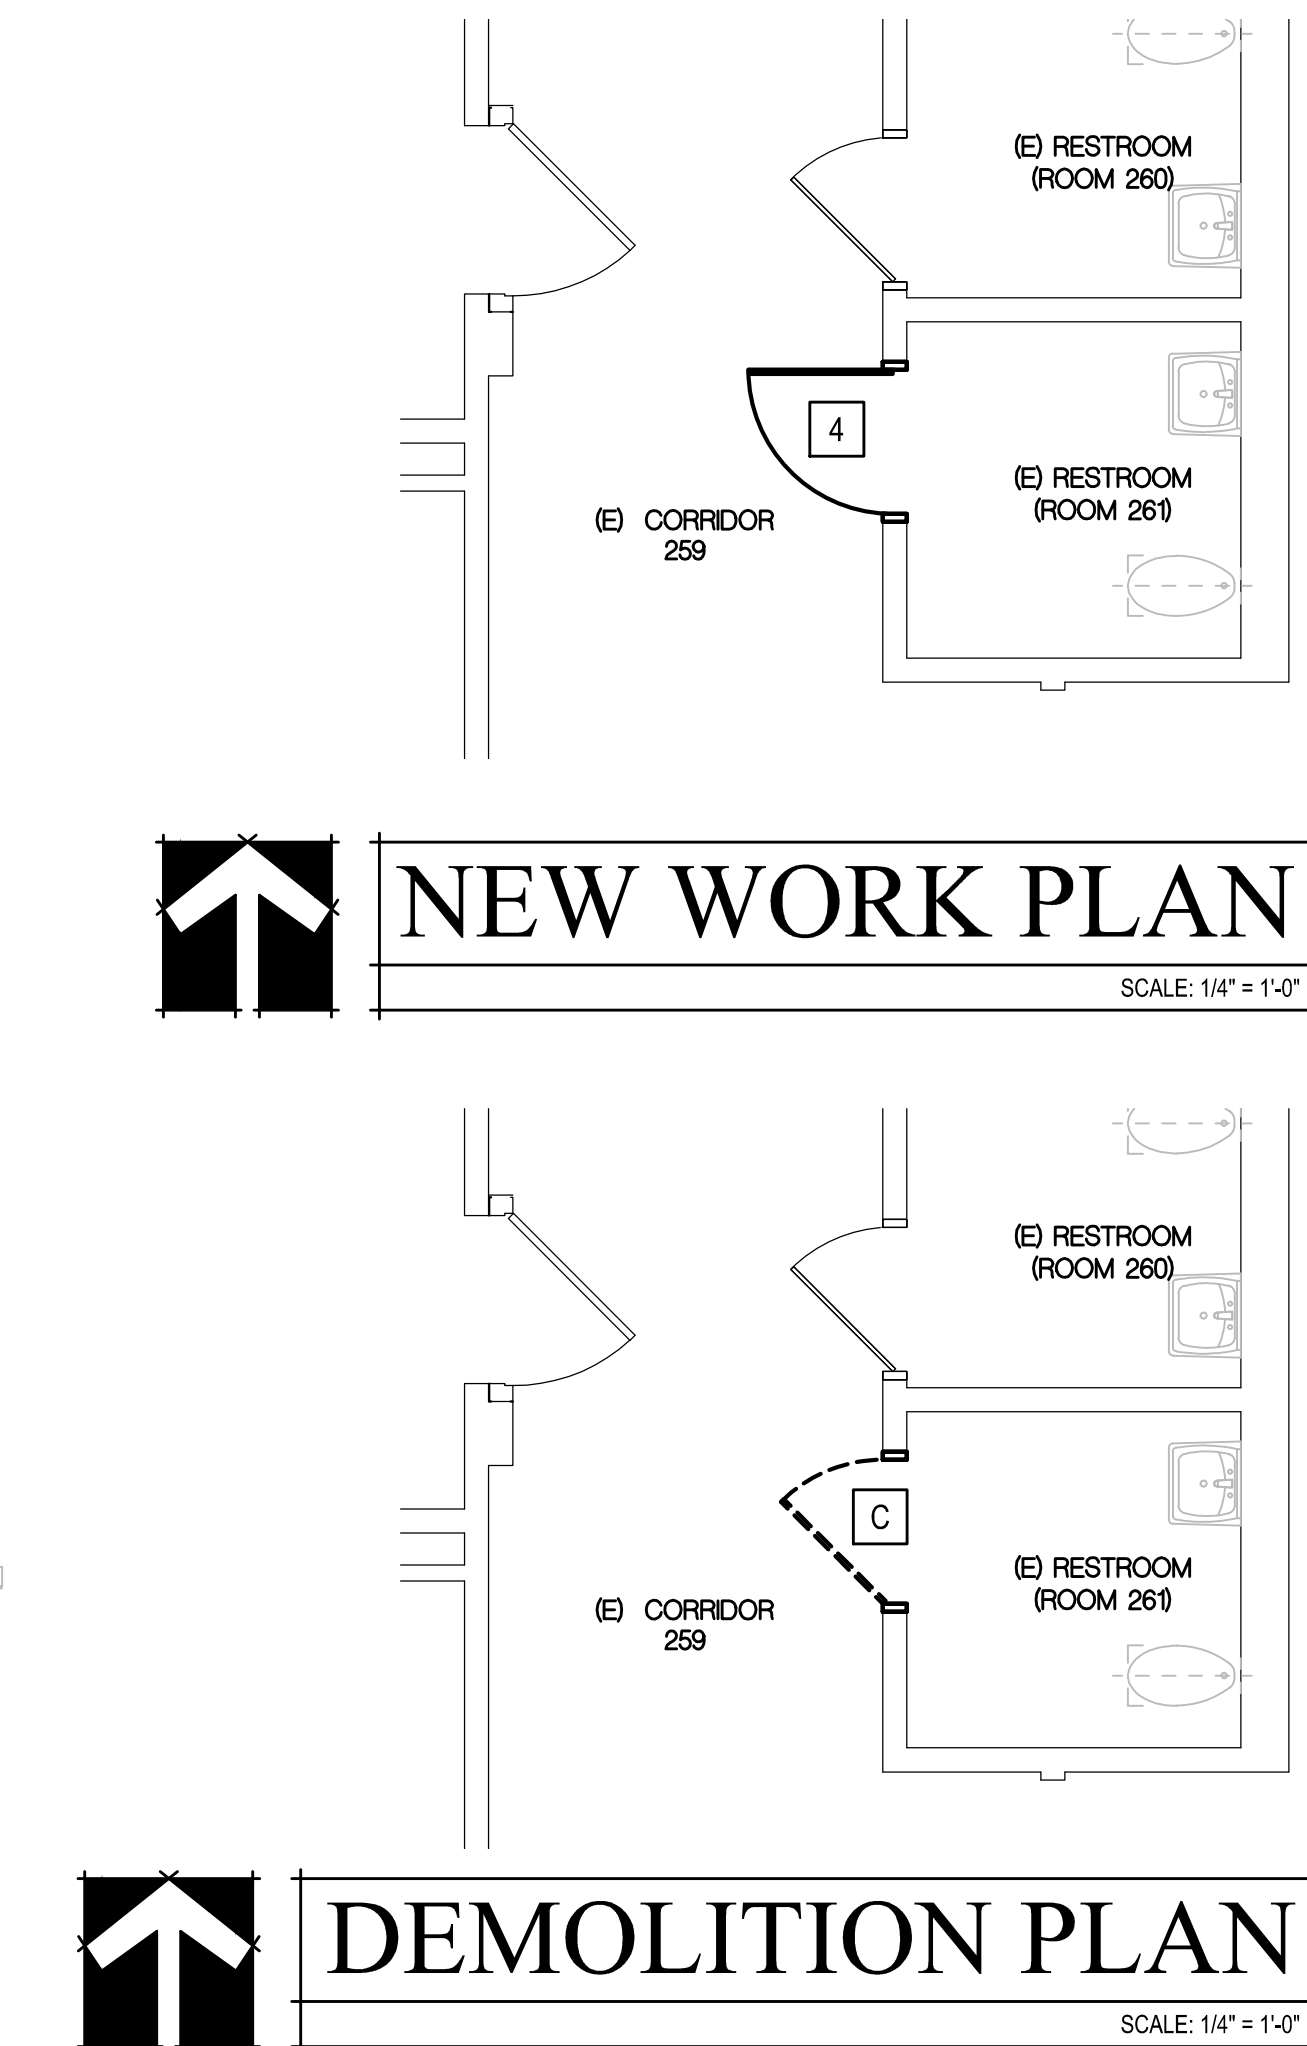 (E) RESTROOM
(ROOM 260)
4
(E) RESTROOM
(ROOM 261)
(E) CORRIDOR
259
NEW WORK PLAN
SCALE: 1/4" = 1'-0"
(E) RESTROOM
(ROOM 260)
C
(E) RESTROOM
(ROOM 261)
(E) CORRIDOR
259
DEMOLITION PLAN
SCALE: 1/4" = 1'-0"